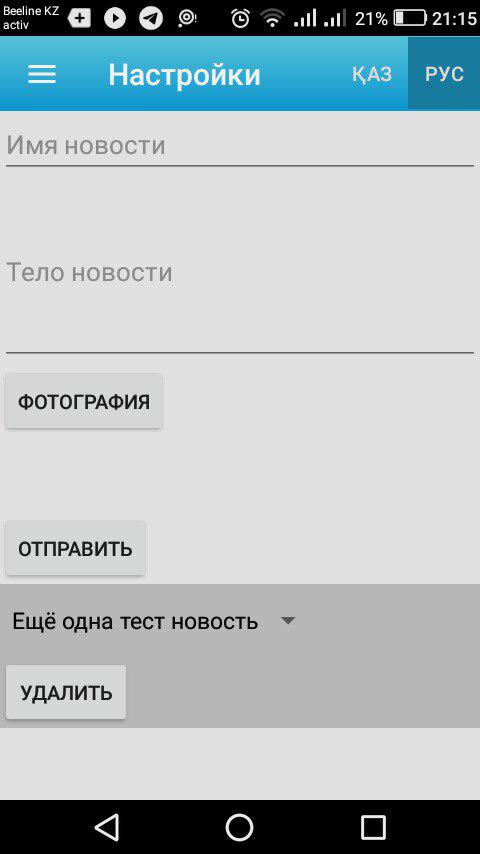 Beeline KZ
activ
21% 21:15
Настройки ҚАЗ РУС
Имя новости
Тело новости
ФОТОГРАФИЯ
ОТПРАВИТЬ
Ещё одна тест новость
УДАЛИТЬ